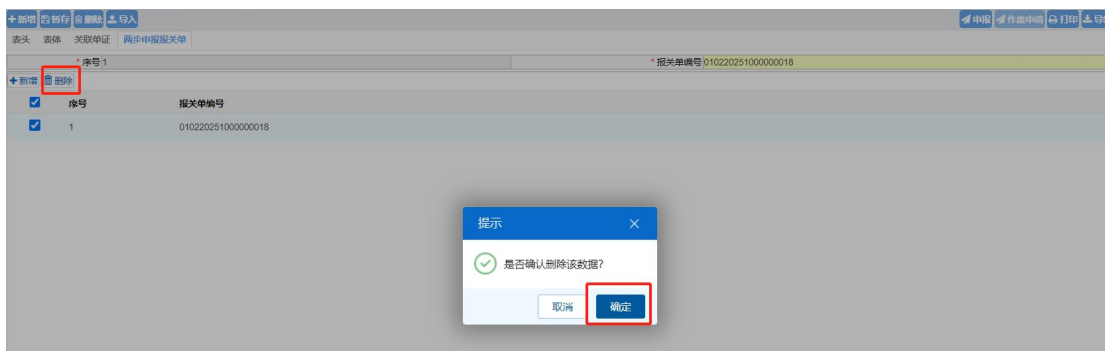 新增 暂存 删除 导入 申报 作废申请 打印 导
表头 表体 关联单证 两步申报报关单
* 序号 1 * 报关单编号 010220251000000018
新增 删除
序号 报关单编号
1 010220251000000018
提示
是否确认删除该数据?
取消 确定